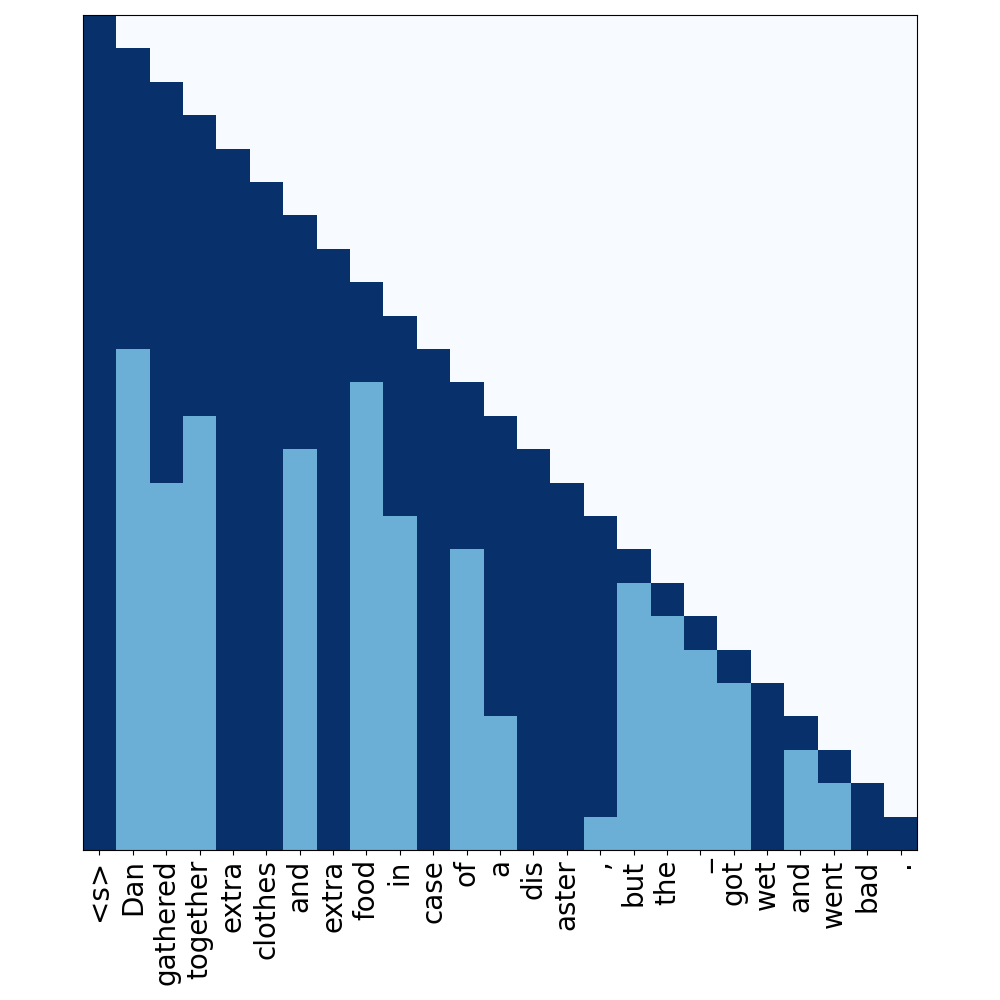 <s> Dan gathered together extra clothes and extra food in case of a dis aster , but the _ got wet and went bad .